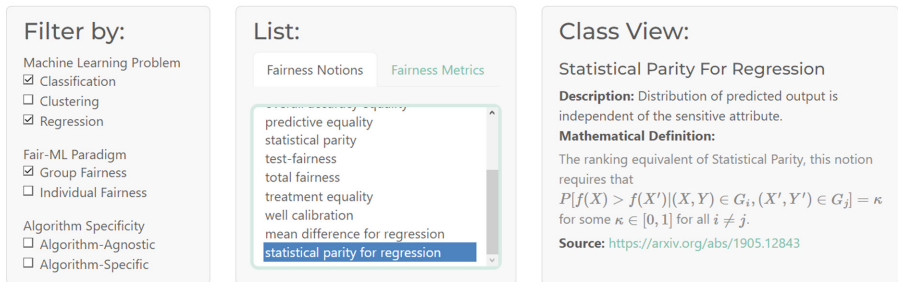 Filter by:
Machine Learning Problem
Classification
Clustering
Regression
Fair-ML Paradigm
Group Fairness
Individual Fairness
Algorithm Specificity
Algorithm-Agnostic
Algorithm-Specific
List:
Fairness Notions
Fairness Metrics
overall accuracy equality
predictive equality
statistical parity
test-fairness
total fairness
treatment equality
well calibration
mean difference for regression
statistical parity for regression
Class View:
Statistical Parity For Regression
Description: Distribution of predicted output is
independent of the sensitive attribute.
Mathematical Definition:
The ranking equivalent of Statistical Parity, this notion
requires that
P[f(X) > f(X′)|(X, Y) ∈ G_i, (X′, Y′) ∈ G_j] = κ
for some κ ∈ [0, 1] for all i ≠ j.
Source: https://arxiv.org/abs/1905.12843